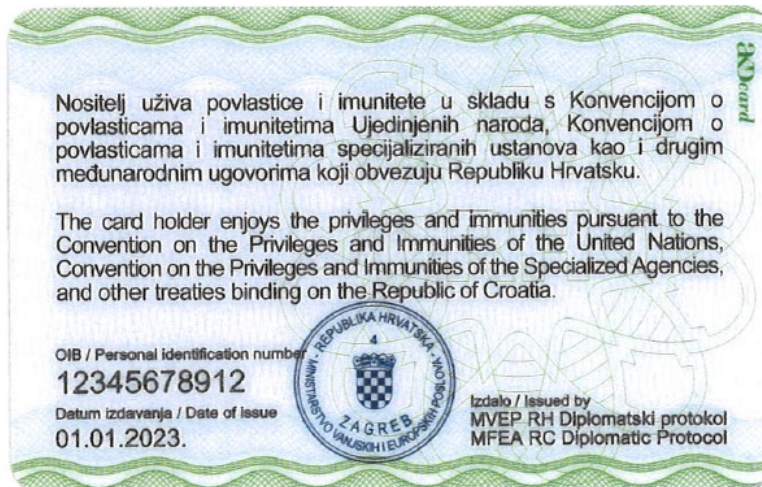 AKDcard
Nositelj uživa povlastice i imunitete u skladu s Konvencijom o
povlasticama i imunitetima Ujedinjenih naroda, Konvencijom o
povlasticama i imunitetima specijaliziranih ustanova kao i drugim
međunarodnim ugovorima koji obvezuju Republiku Hrvatsku.
The card holder enjoys the privileges and immunities pursuant to the
Convention on the Privileges and Immunities of the United Nations,
Convention on the Privileges and Immunities of the Specialized Agencies,
and other treaties binding on the Republic of Croatia.
OIB / Personal identification number
12345678912
Datum izdavanja / Date of issue
01.01.2023.
REPUBLIKA HRVATSKA - MINISTARSTVO VANJSKIH I EUROPSKIH POSLOVA
4
ZAGREB
Izdalo / Issued by
MVEP RH Diplomatski protokol
MFEA RC Diplomatic Protocol